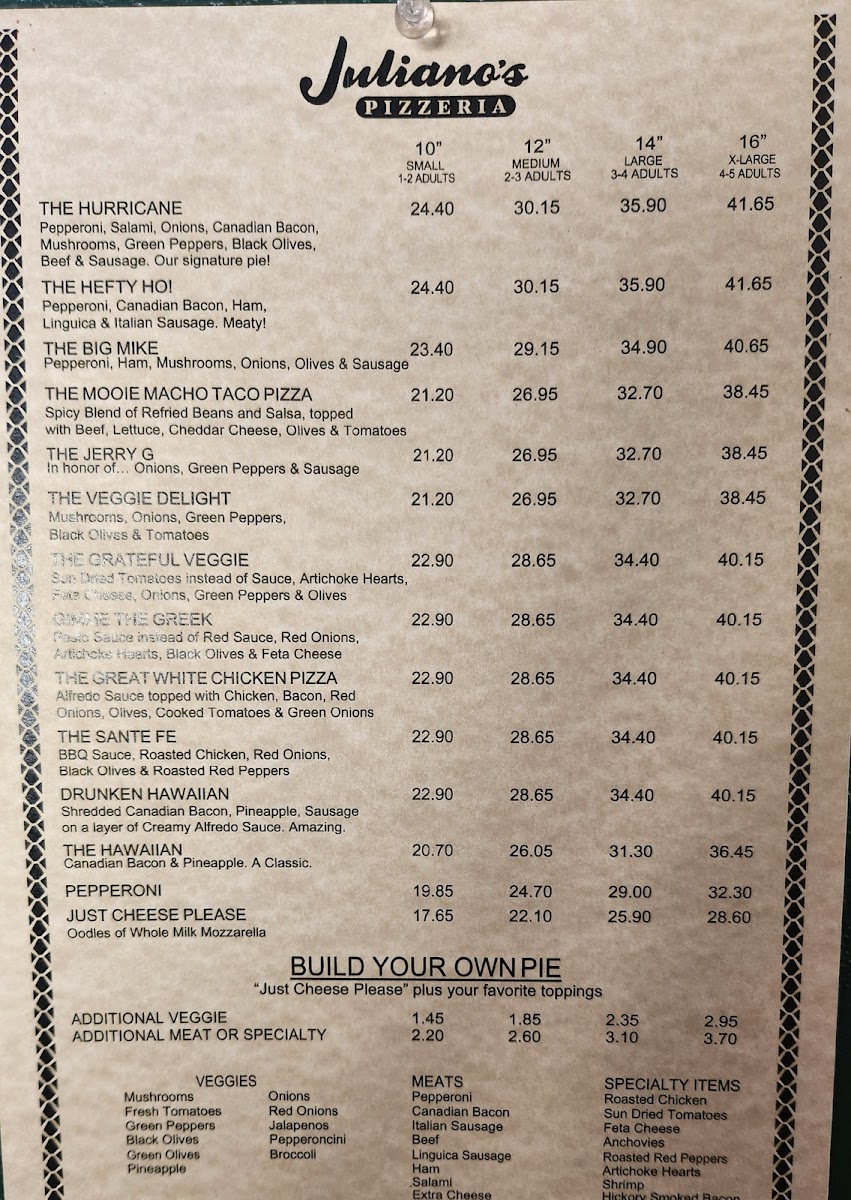 Juliano's
PIZZERIA
10" 12" 14" 16"
SMALL MEDIUM LARGE X-LARGE
1-2 ADULTS 2-3 ADULTS 3-4 ADULTS 4-5 ADULTS
THE HURRICANE 24.40 30.15 35.90 41.65
Pepperoni, Salami, Onions, Canadian Bacon,
Mushrooms, Green Peppers, Black Olives,
Beef & Sausage. Our signature pie!
THE HEFTY HO! 24.40 30.15 35.90 41.65
Pepperoni, Canadian Bacon, Ham,
Linguica & Italian Sausage. Meaty!
THE BIG MIKE 23.40 29.15 34.90 40.65
Pepperoni, Ham, Mushrooms, Onions, Olives & Sausage
THE MOOIE MACHO TACO PIZZA 21.20 26.95 32.70 38.45
Spicy Blend of Refried Beans and Salsa, topped
with Beef, Lettuce, Cheddar Cheese, Olives & Tomatoes
THE JERRY G 21.20 26.95 32.70 38.45
In honor of... Onions, Green Peppers & Sausage
THE VEGGIE DELIGHT 21.20 26.95 32.70 38.45
Mushrooms, Onions, Green Peppers,
Black Olives & Tomatoes
THE GRATEFUL VEGGIE 22.90 28.65 34.40 40.15
Sun Dried Tomatoes instead of Sauce, Artichoke Hearts,
Feta Cheese, Onions, Green Peppers & Olives
GIMME THE GREEK 22.90 28.65 34.40 40.15
Pesto Sauce instead of Red Sauce, Red Onions,
Artichoke Hearts, Black Olives & Feta Cheese
THE GREAT WHITE CHICKEN PIZZA 22.90 28.65 34.40 40.15
Alfredo Sauce topped with Chicken, Bacon, Red
Onions, Olives, Cooked Tomatoes & Green Onions
THE SANTE FE 22.90 28.65 34.40 40.15
BBQ Sauce, Roasted Chicken, Red Onions,
Black Olives & Roasted Red Peppers
DRUNKEN HAWAIIAN 22.90 28.65 34.40 40.15
Shredded Canadian Bacon, Pineapple, Sausage
on a layer of Creamy Alfredo Sauce. Amazing.
THE HAWAIIAN 20.70 26.05 31.30 36.45
Canadian Bacon & Pineapple. A Classic.
PEPPERONI 19.85 24.70 29.00 32.30
JUST CHEESE PLEASE 17.65 22.10 25.90 28.60
Oodles of Whole Milk Mozzarella
BUILD YOUR OWN PIE
"Just Cheese Please" plus your favorite toppings
ADDITIONAL VEGGIE 1.45 1.85 2.35 2.95
ADDITIONAL MEAT OR SPECIALTY 2.20 2.60 3.10 3.70
VEGGIES
Mushrooms Onions
Fresh Tomatoes Red Onions
Green Peppers Jalapenos
Black Olives Pepperoncini
Green Olives Broccoli
Pineapple
MEATS
Pepperoni
Canadian Bacon
Italian Sausage
Beef
Linguica Sausage
Ham
Salami
Extra Cheese
SPECIALTY ITEMS
Roasted Chicken
Sun Dried Tomatoes
Feta Cheese
Anchovies
Roasted Red Peppers
Artichoke Hearts
Shrimp
Hickory Smoked Bacon